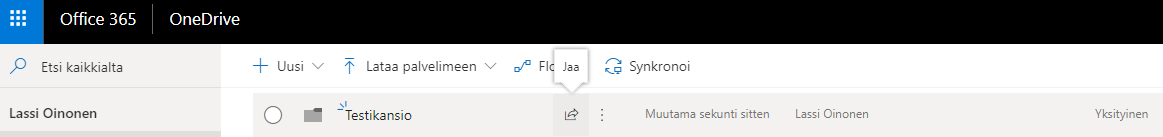 Office 365 OneDrive
Etsi kaikkialta Uusi Lataa palvelimeen Flo Jaa Synkronoi
Lassi Oinonen Testikansio Muutama sekunti sitten Lassi Oinonen Yksityinen